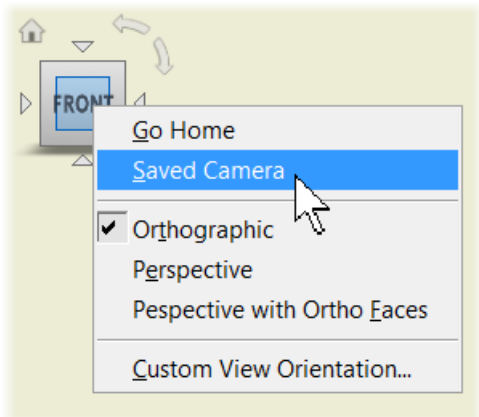 FRONT
Go Home
Saved Camera
Orthographic
Perspective
Pespective with Ortho Faces
Custom View Orientation...